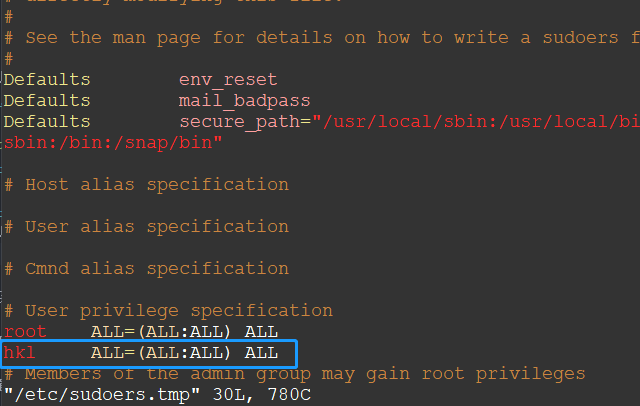 #
# See the man page for details on how to write a sudoers f
#
Defaults env_reset
Defaults mail_badpass
Defaults secure_path="/usr/local/sbin:/usr/local/bi
sbin:/bin:/snap/bin"
# Host alias specification
# User alias specification
# Cmnd alias specification
# User privilege specification
root ALL=(ALL:ALL) ALL
hkl ALL=(ALL:ALL) ALL
# Members of the admin group may gain root privileges
"/etc/sudoers.tmp" 30L, 780C